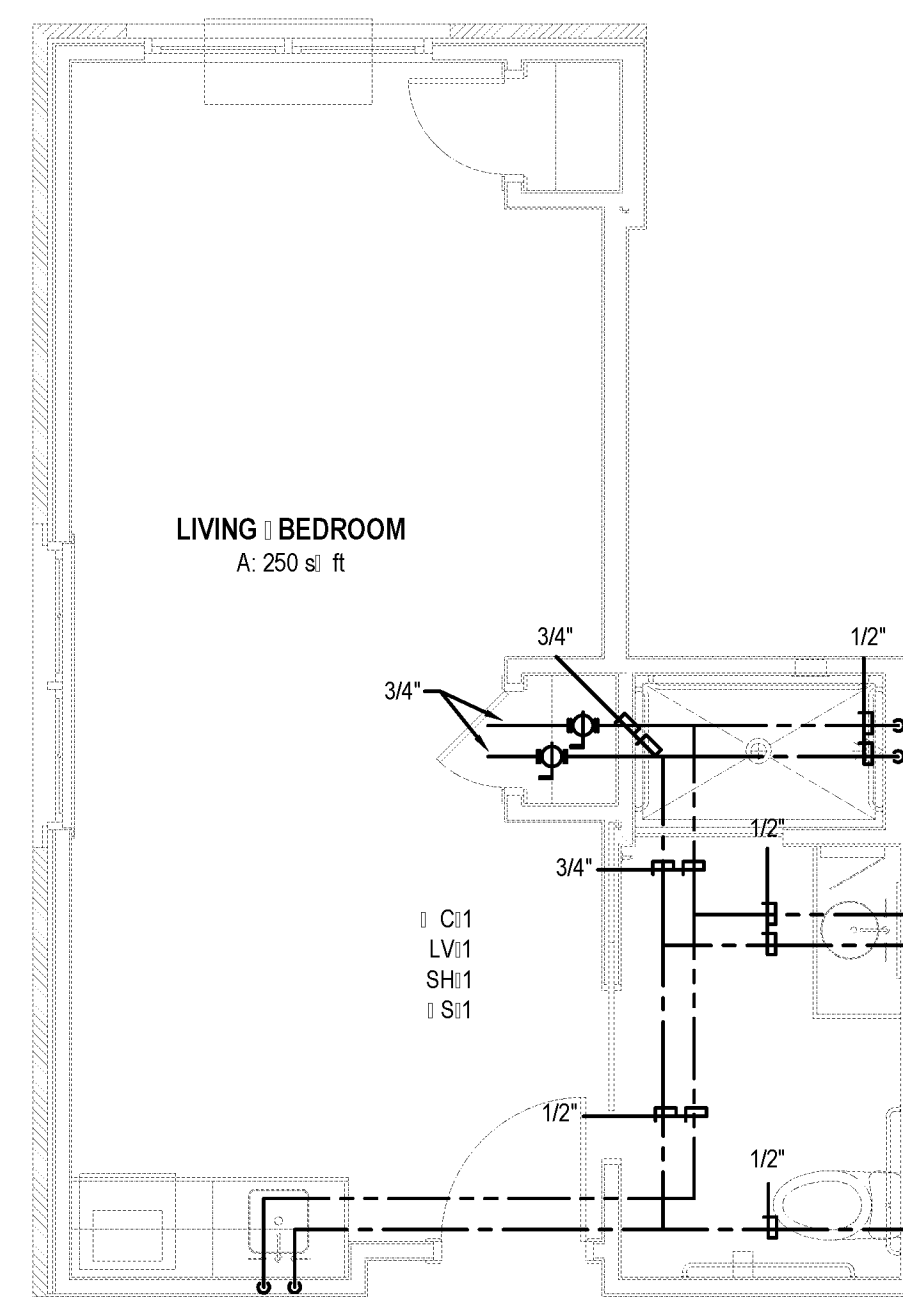 LIVING ▯ BEDROOM
A: 250 s▯ ft
3/4"
1/2"
3/4"
1/2"
3/4"
▯ C▯1
LV▯1
SH▯1
▯ S▯1
1/2"
1/2"